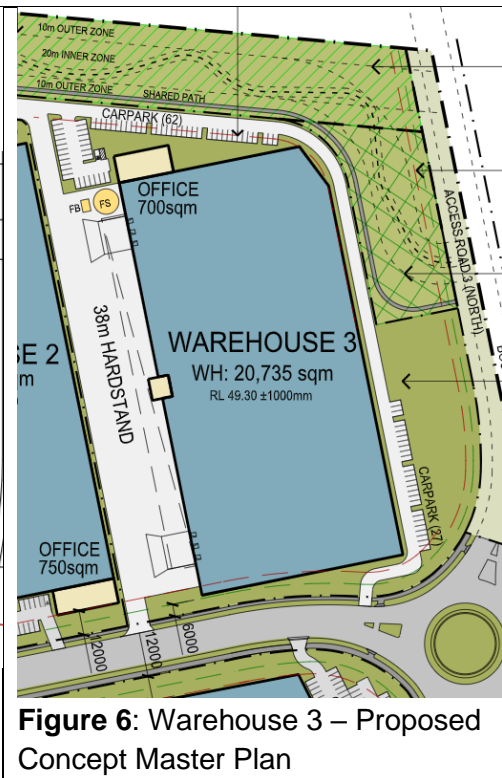 10m OUTER ZONE
20m INNER ZONE
10m OUTER ZONE
SHARED PATH
CARPARK (62)
OFFICE
700sqm
FB
FS
ACCESS ROAD 3 (NORTH)
38m HARDSTAND
WAREHOUSE 3
WH: 20,735 sqm
RL 49.30 ±1000mm
SE 2
m
CARPARK (27)
OFFICE
750sqm
12000
12000
6000
Figure 6: Warehouse 3 – Proposed
Concept Master Plan